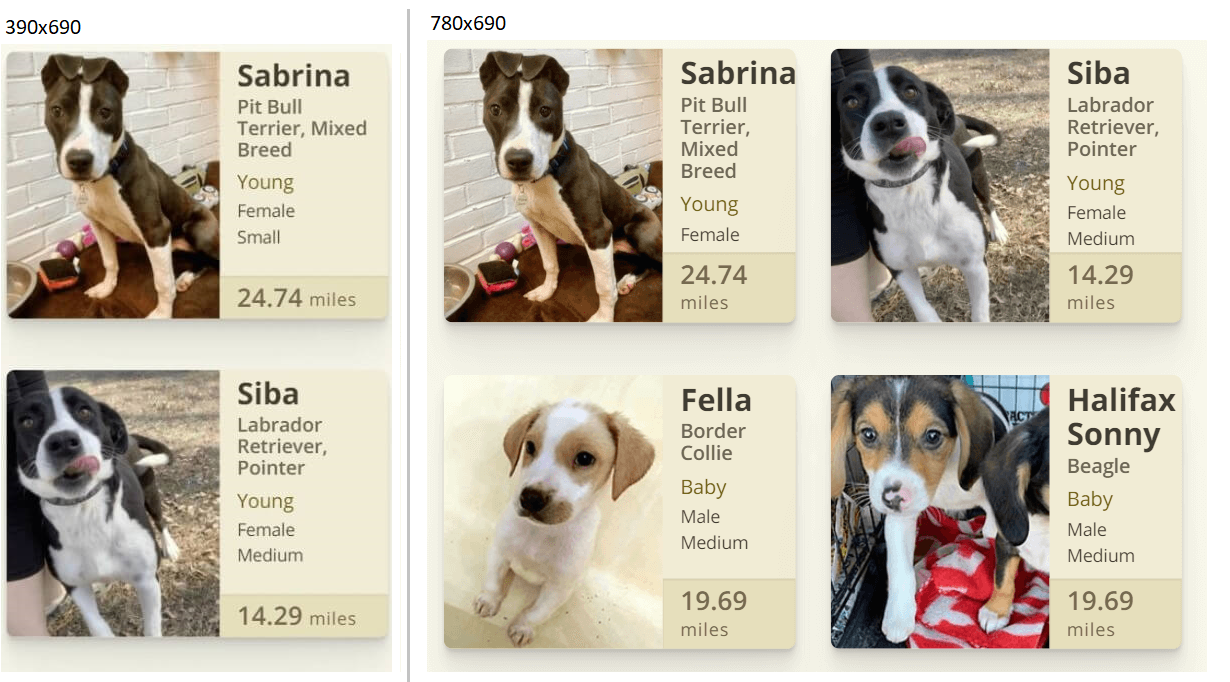 390x690
Sabrina
Pit Bull
Terrier, Mixed
Breed
Young
Female
Small
24.74 miles
Siba
Labrador
Retriever,
Pointer
Young
Female
Medium
14.29 miles
780x690
Sabrina
Pit Bull
Terrier,
Mixed
Breed
Young
Female
24.74
miles
Siba
Labrador
Retriever,
Pointer
Young
Female
Medium
14.29
miles
Fella
Border
Collie
Baby
Male
Medium
19.69
miles
Halifax
Sonny
Beagle
Baby
Male
Medium
19.69
miles